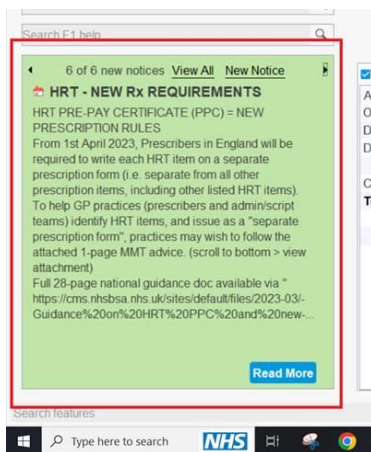 Search F1 help
6 of 6 new notices View All New Notice
HRT - NEW Rx REQUIREMENTS
HRT PRE-PAY CERTIFICATE (PPC) = NEW
PRESCRIPTION RULES
From 1st April 2023, Prescribers in England will be
required to write each HRT item on a separate
prescription form (i.e. separate from all other
prescription items, including other listed HRT items).
To help GP practices (prescribers and admin/script
teams) identify HRT items, and issue as a "separate
prescription form", practices may wish to follow the
attached 1-page MMT advice. (scroll to bottom > view
attachment)
Full 28-page national guidance doc available via "
https://cms.nhsbsa.nhs.uk/sites/default/files/2023-03/-
Guidance%20on%20HRT%20PPC%20and%20new-...
Read More
Search features
Type here to search
NHS